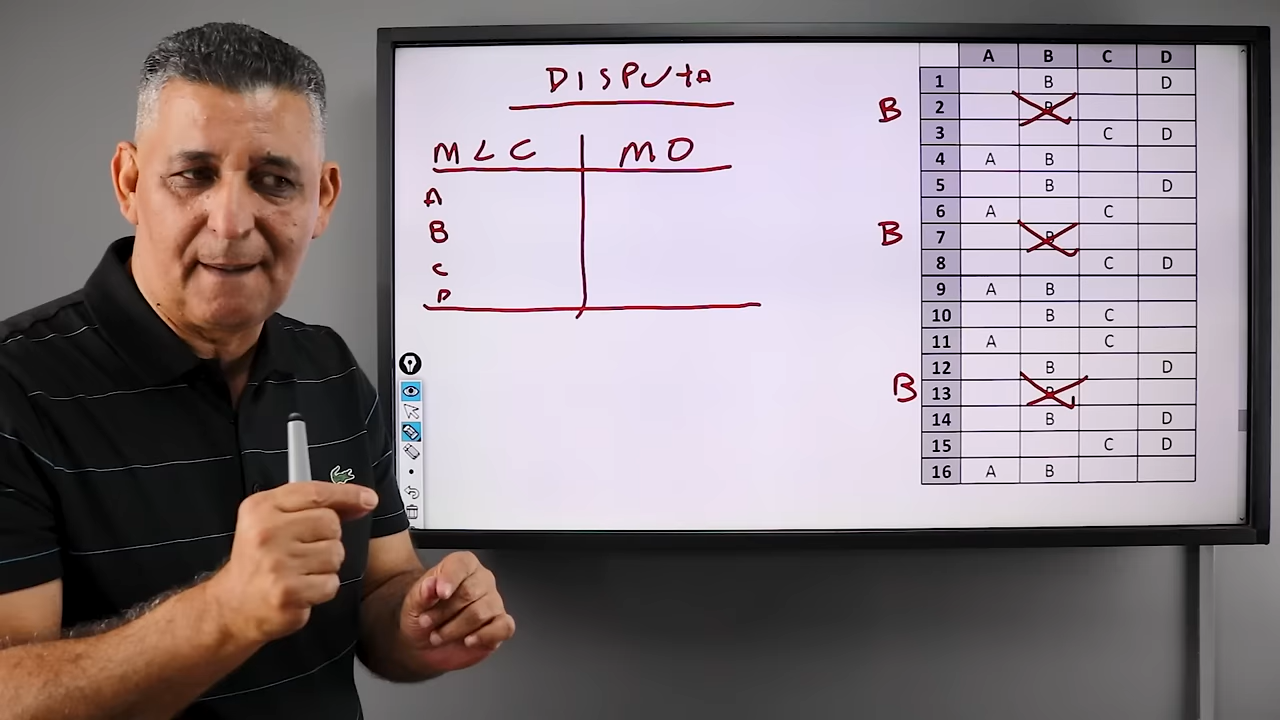 DISPUTA
MLC MO
A
B
C
D
A B C D
1 B D
B 2 B
3 C D
4 A B
5 B D
6 A C
B 7 B
8 C D
9 A B
10 B C
11 A C
12 B D
B 13 B
14 B D
15 C D
16 A B